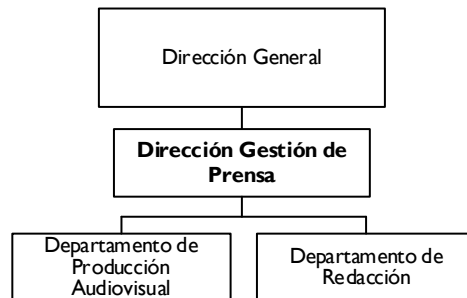 Dirección General
Dirección Gestión de
Prensa
Departamento de
Producción
Audiovisual
Departamento de
Redacción